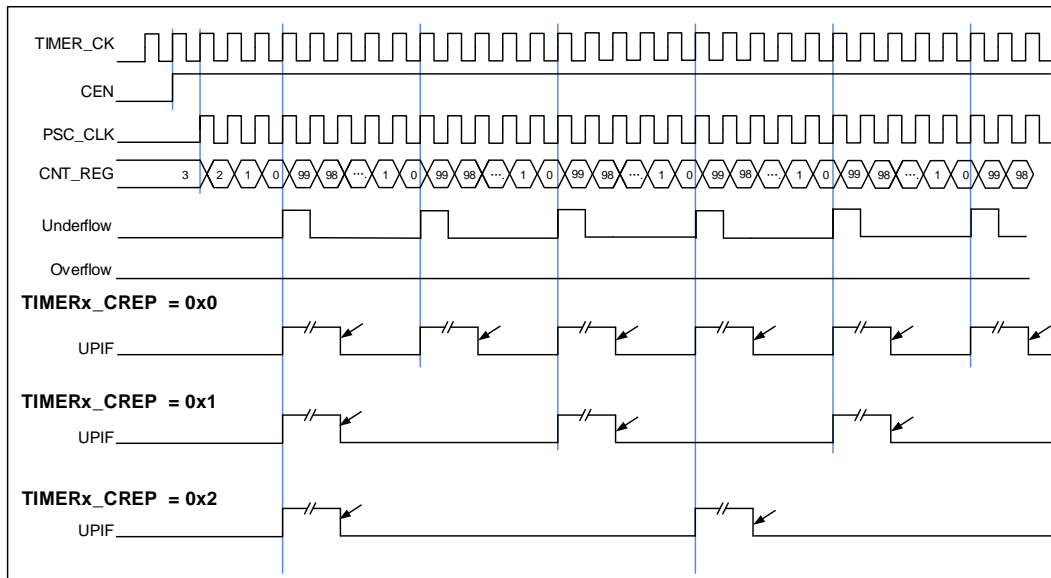 TIMER_CK
CEN
PSC_CLK
CNT_REG 3 2 1 0 99 98 .... 1 0 99 98 .... 1 0 99 98 .... 1 0 99 98 .... 1 0 99 98 .... 1 0 99 98
Underflow
Overflow
TIMERx_CREP = 0x0
UPIF
TIMERx_CREP = 0x1
UPIF
TIMERx_CREP = 0x2
UPIF